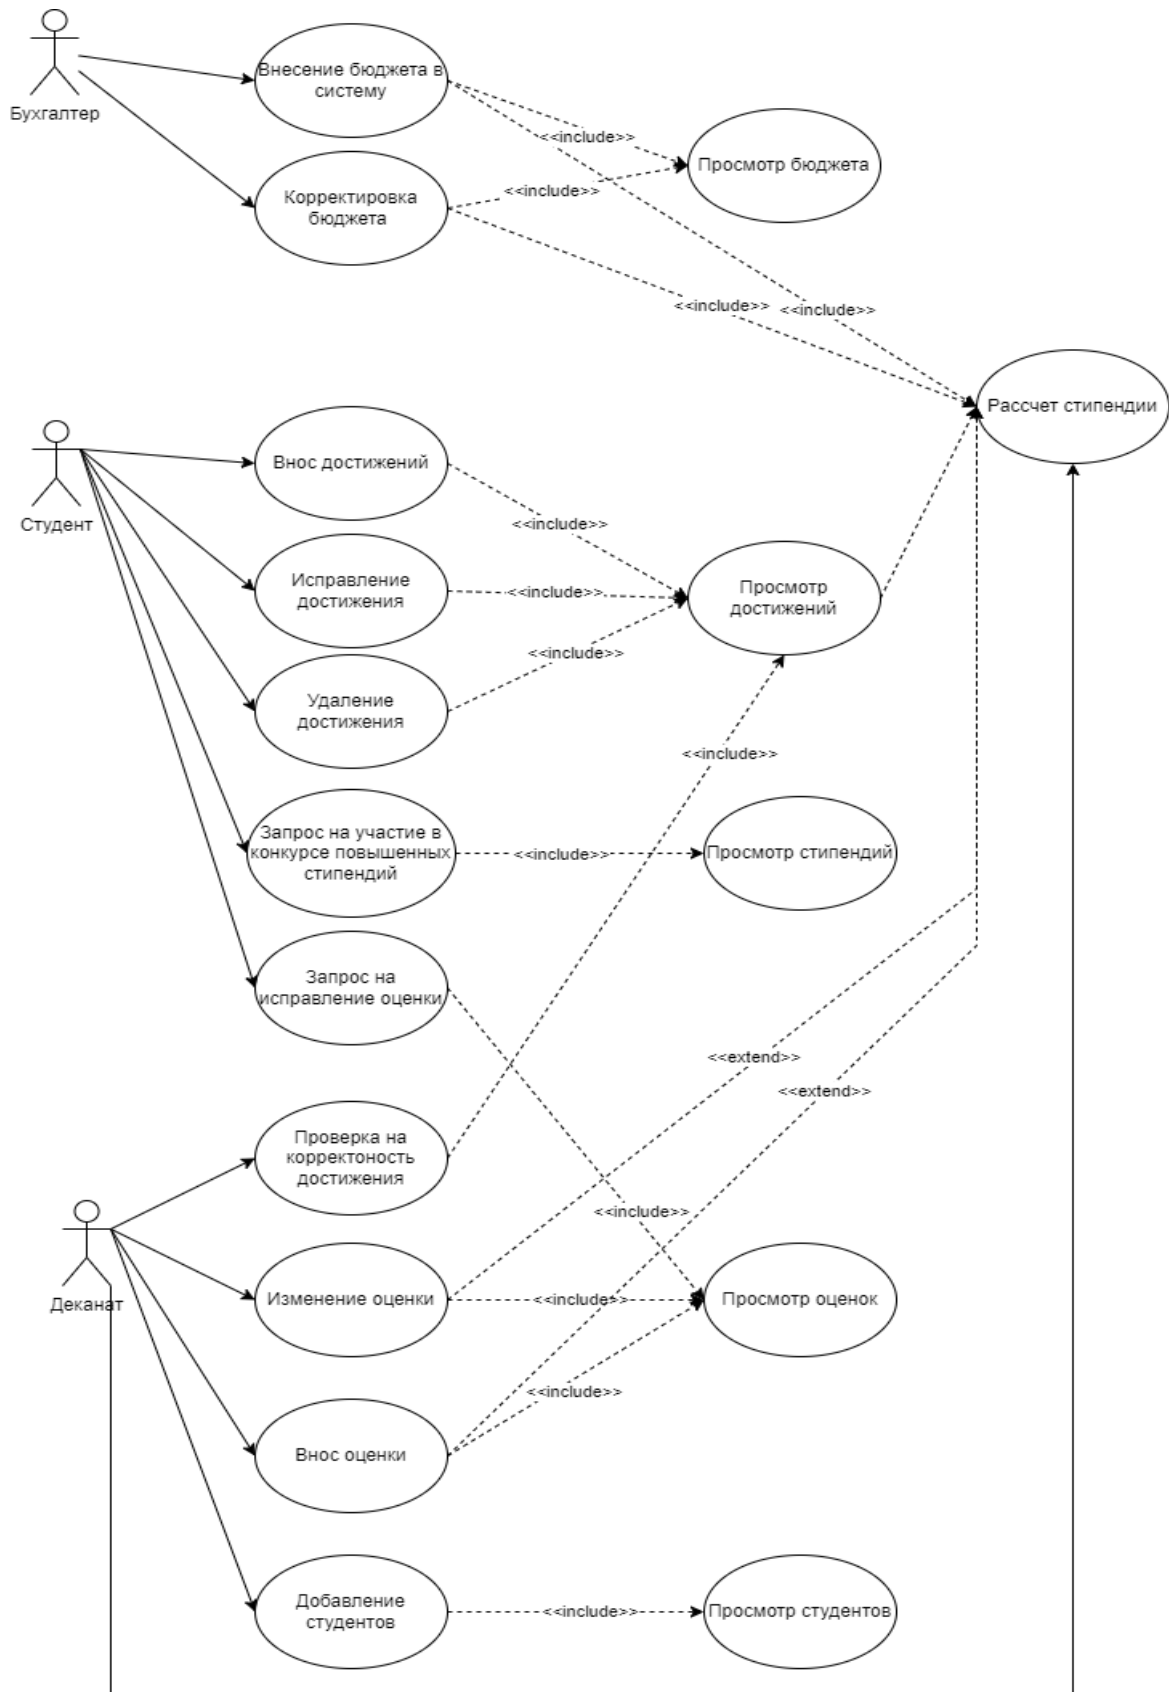 Внесение бюджета в
систему
Бухгалтер
<<include>>
Просмотр бюджета
Корректировка
бюджета
<<include>>
<<include>>
<<include>>
Рассчет стипендии
Студент
Внос достижений
<<include>>
Исправление
достижения
<<include>>
Просмотр
достижений
<<include>>
Удаление
достижения
<<include>>
Запрос на участие в
конкурсе повышенных
стипендий
<<include>>
Просмотр стипендий
Запрос на
исправление оценки
<<extend>>
<<extend>>
Проверка на
корректоность
достижения
<<include>>
Деканат
Изменение оценки
<<include>>
Просмотр оценок
<<include>>
Внос оценки
Добавление
студентов
<<include>>
Просмотр студентов